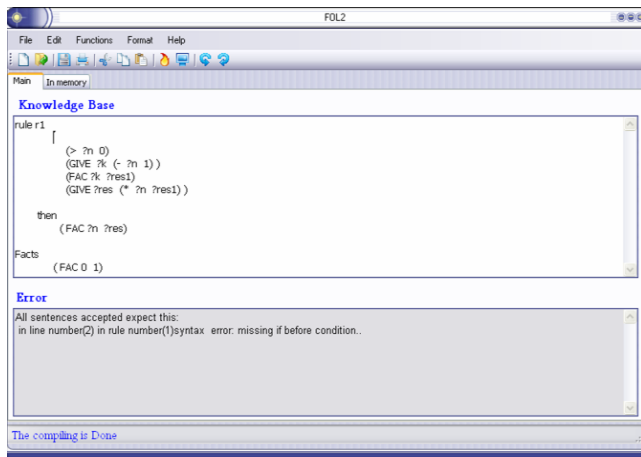 FOL2
File Edit Functions Format Help
Main In memory
Knowledge Base
rule r1
(> ?n 0)
(GIVE ?k (- ?n 1) )
(FAC ?k ?res1)
(GIVE ?res (* ?n ?res1) )
then
(FAC ?n ?res)
Facts
(FAC 0 1)
Error
All sentences accepted expect this:
in line number(2) in rule number(1)syntax error: missing if before condition..
The compiling is Done